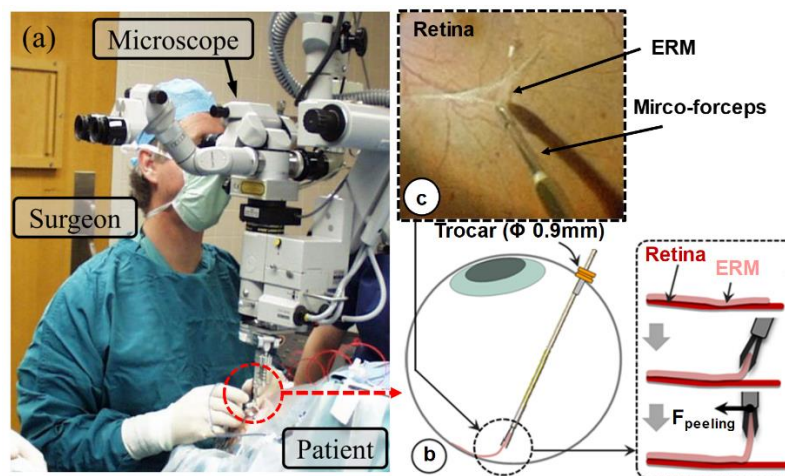 (a)
Microscope
Surgeon
Patient
Retina
ERM
Mirco-forceps
c
Trocar (Φ 0.9mm)
b
Retina
ERM
Fpeeling